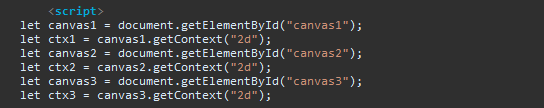 <script>
let canvas1 = document.getElementById("canvas1");
let ctx1 = canvas1.getContext("2d");
let canvas2 = document.getElementById("canvas2");
let ctx2 = canvas2.getContext("2d");
let canvas3 = document.getElementById("canvas3");
let ctx3 = canvas3.getContext("2d");